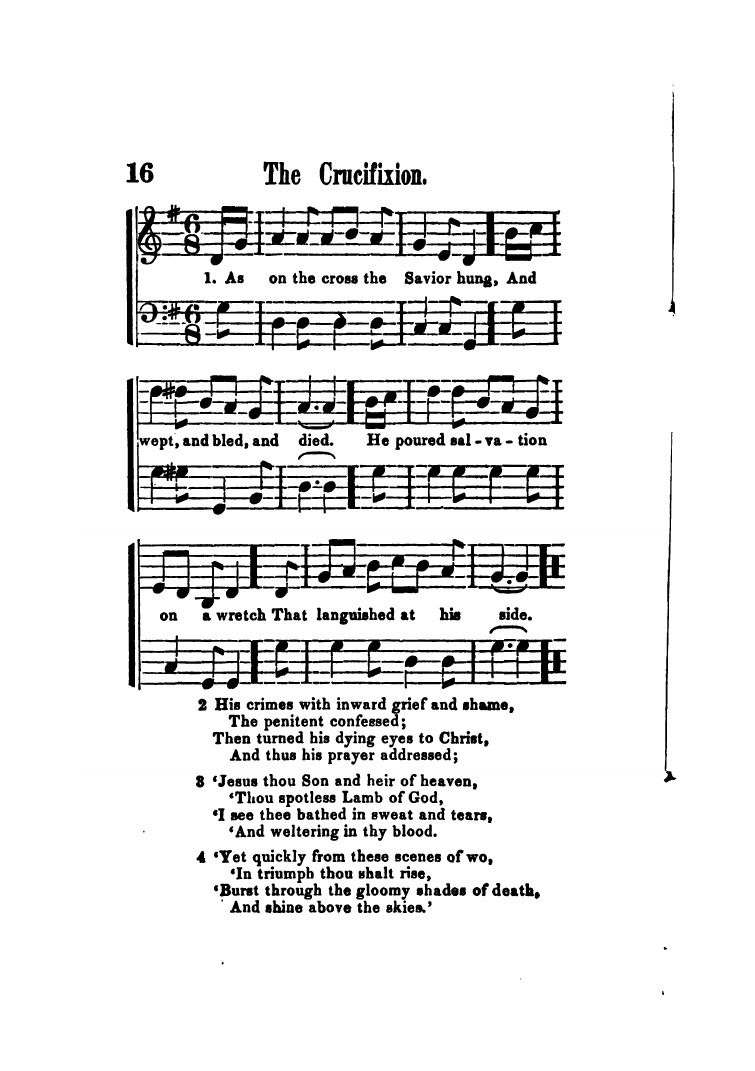 16 The Crucifixion.
1. As on the cross the Savior hung, And
wept, and bled, and died. He poured sal - va - tion
on a wretch That languished at his side.
2 His crimes with inward grief and shame,
The penitent confessed;
Then turned his dying eyes to Christ,
And thus his prayer addressed;
3 ‘Jesus thou Son and heir of heaven,
‘Thou spotless Lamb of God,
‘I see thee bathed in sweat and tears,
‘And weltering in thy blood.
4 ‘Yet quickly from these scenes of wo,
‘In triumph thou shalt rise,
‘Burst through the gloomy shades of death,
And shine above the skies.’